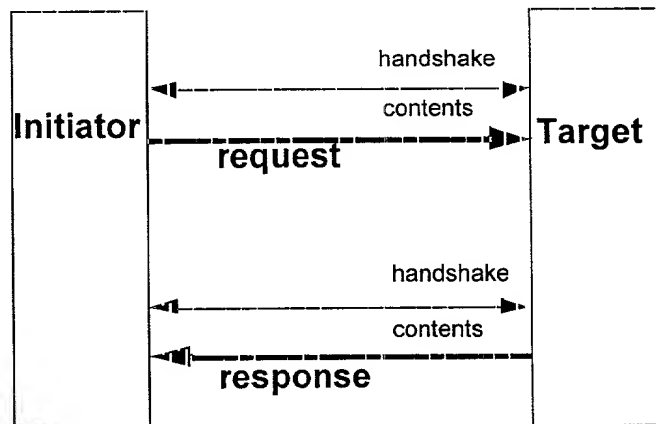 handshake
contents
Initiator
Target
request
handshake
contents
response